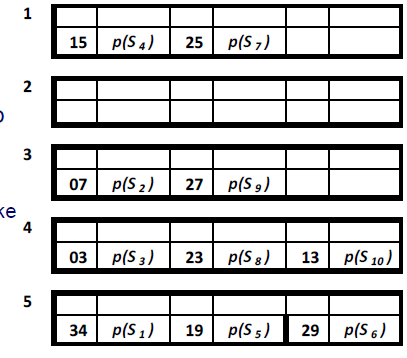 1
15 p(S4) 25 p(S7)
2
3
07 p(S2) 27 p(S9)
ke
4
03 p(S3) 23 p(S8) 13 p(S10)
5
34 p(S1) 19 p(S5) 29 p(S6)